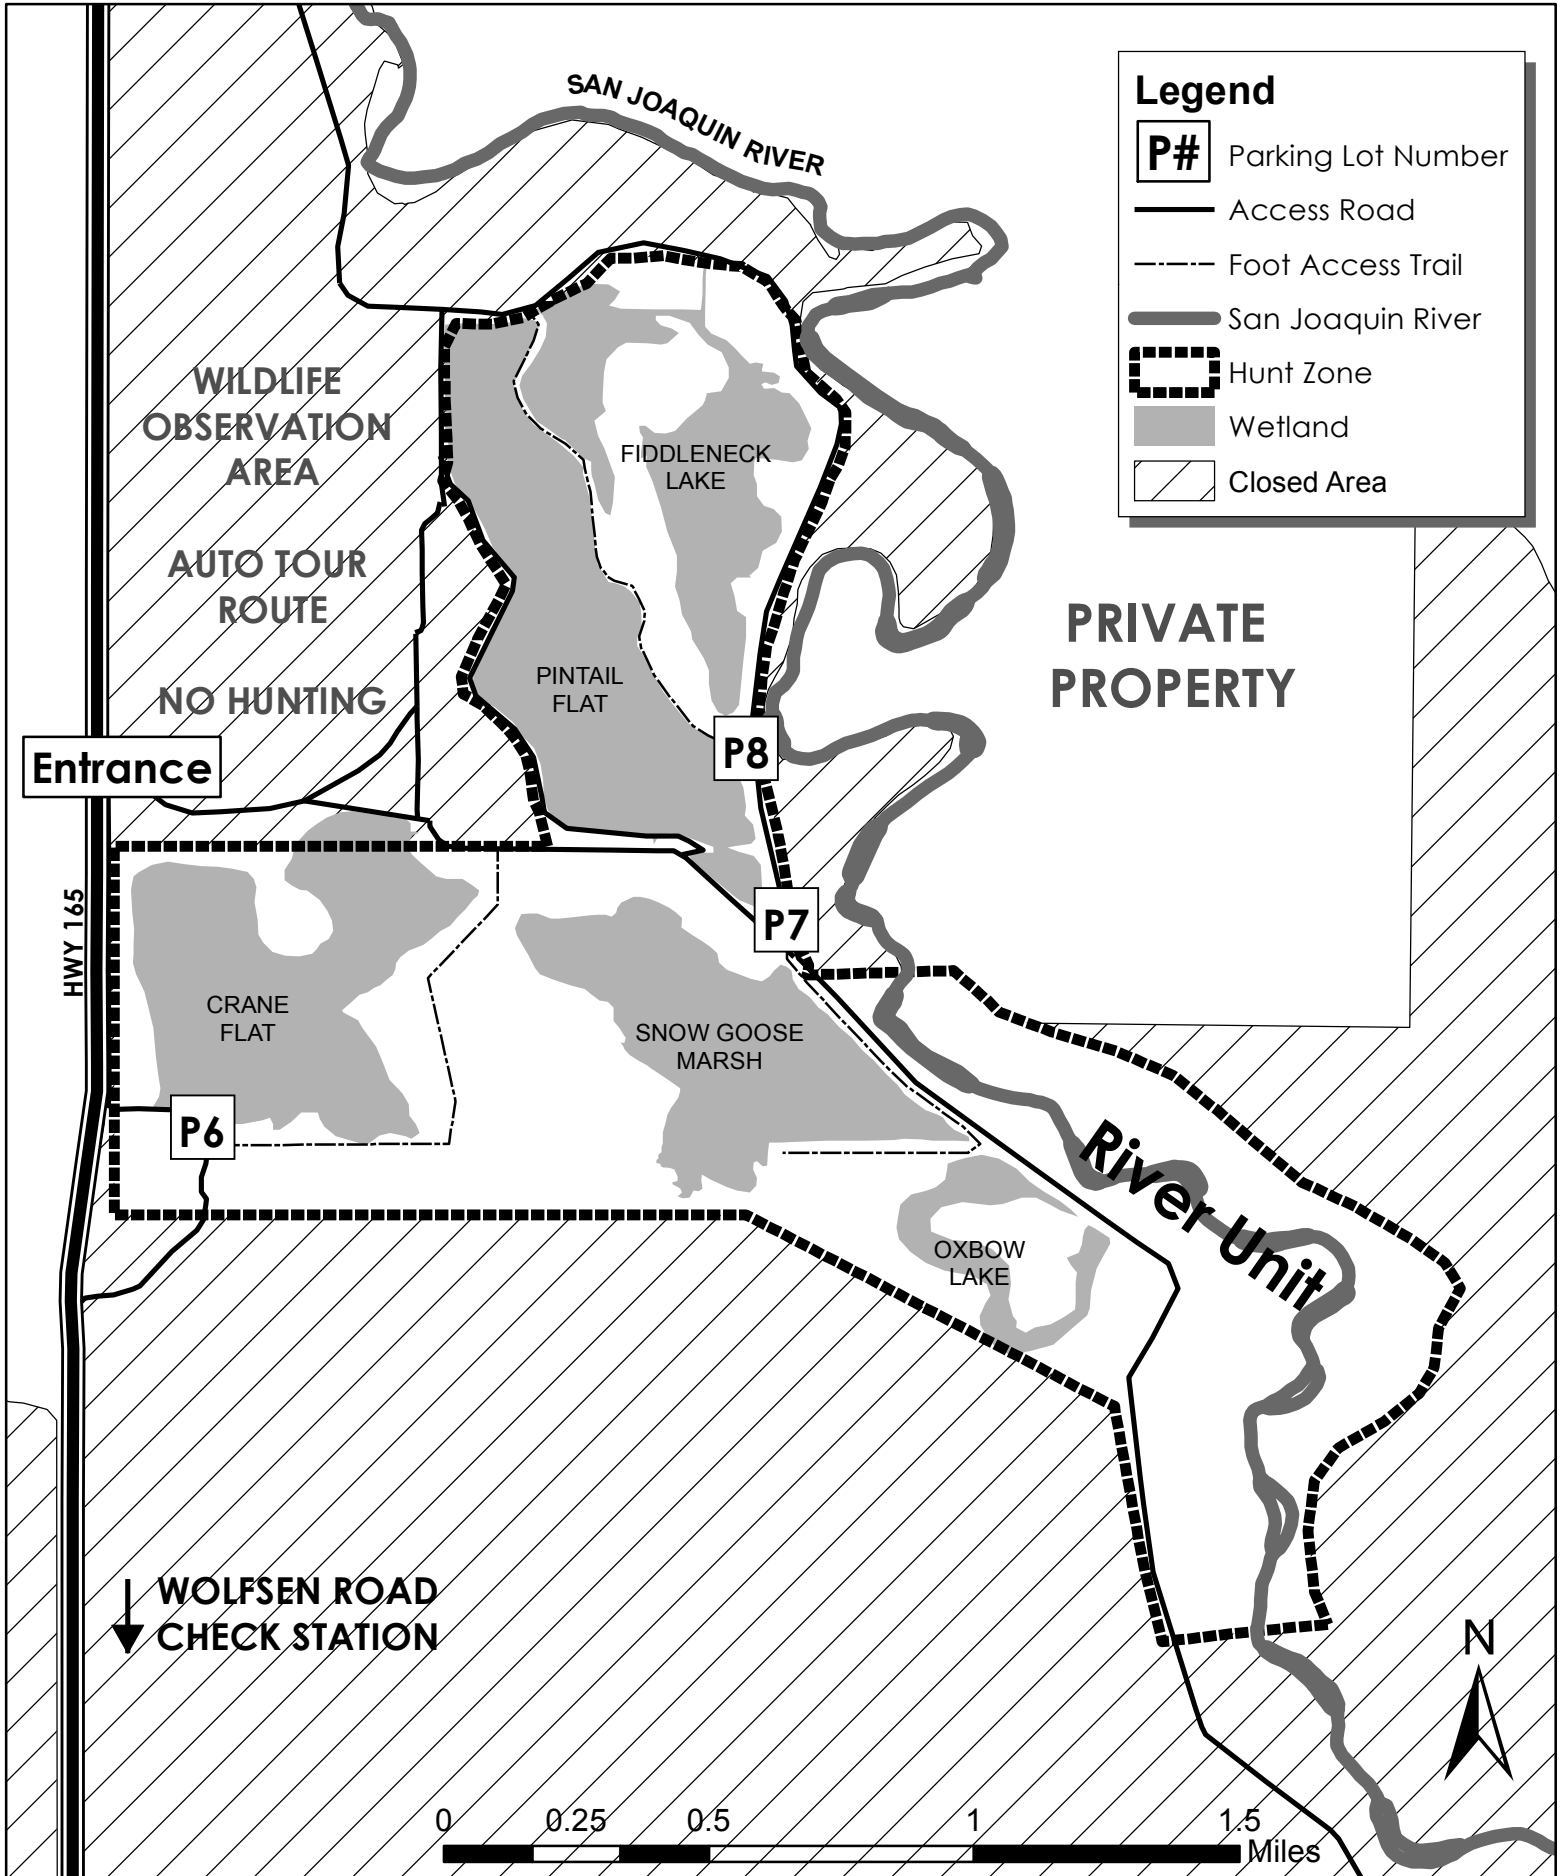 SAN JOAQUIN RIVER
Legend
P# Parking Lot Number
Access Road
Foot Access Trail
San Joaquin River
Hunt Zone
Wetland
Closed Area
WILDLIFE
OBSERVATION
AREA
AUTO TOUR
ROUTE
NO HUNTING
FIDDLENECK
LAKE
PRIVATE
PROPERTY
PINTAIL
FLAT
P8
Entrance
HWY 165
P7
CRANE
FLAT
SNOW GOOSE
MARSH
P6
River Unit
OXBOW
LAKE
WOLFSEN ROAD
CHECK STATION
N
0 0.25 0.5 1 1.5
Miles